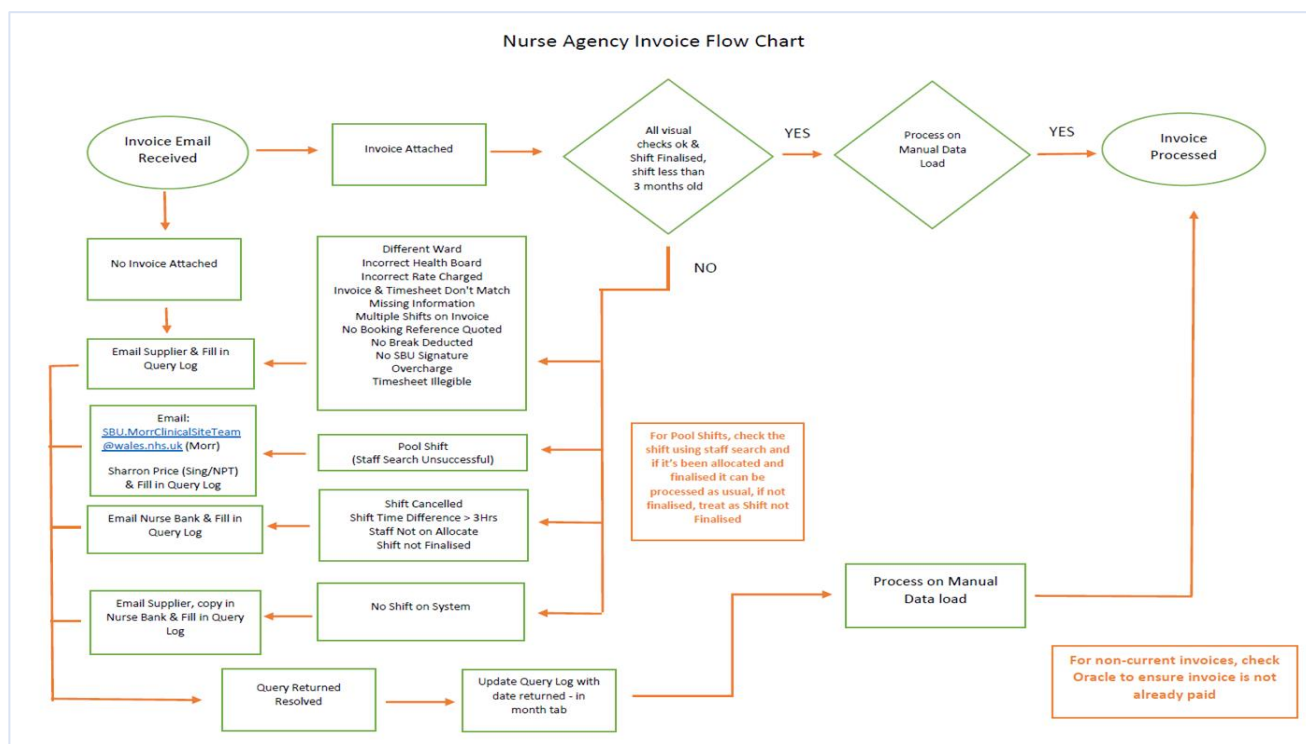 Nurse Agency Invoice Flow Chart
Invoice Email
Received
Invoice Attached
All visual
checks ok &
Shift Finalised,
shift less than
3 months old
YES
Process on
Manual Data
Load
YES
Invoice
Processed
NO
No Invoice Attached
Different Ward
Incorrect Health Board
Incorrect Rate Charged
Invoice & Timesheet Don't Match
Missing Information
Multiple Shifts on Invoice
No Booking Reference Quoted
No Break Deducted
No SBU Signature
Overcharge
Timesheet Illegible
Email Supplier & Fill in
Query Log
Email:
SBU.MorrClinicalSiteTeam
@wales.nhs.uk (Morr)
Sharron Price (Sing/NPT)
& Fill in Query Log
Pool Shift
(Staff Search Unsuccessful)
For Pool Shifts, check the
shift using staff search and
if it's been allocated and
finalised it can be
processed as usual, if not
finalised, treat as Shift not
Finalised
Email Nurse Bank & Fill in
Query Log
Shift Cancelled
Shift Time Difference > 3Hrs
Staff Not on Allocate
Shift not Finalised
Email Supplier, copy in
Nurse Bank & Fill in Query
Log
No Shift on System
Process on Manual
Data load
Query Returned
Resolved
Update Query Log with
date returned - in
month tab
For non-current invoices, check
Oracle to ensure invoice is not
already paid